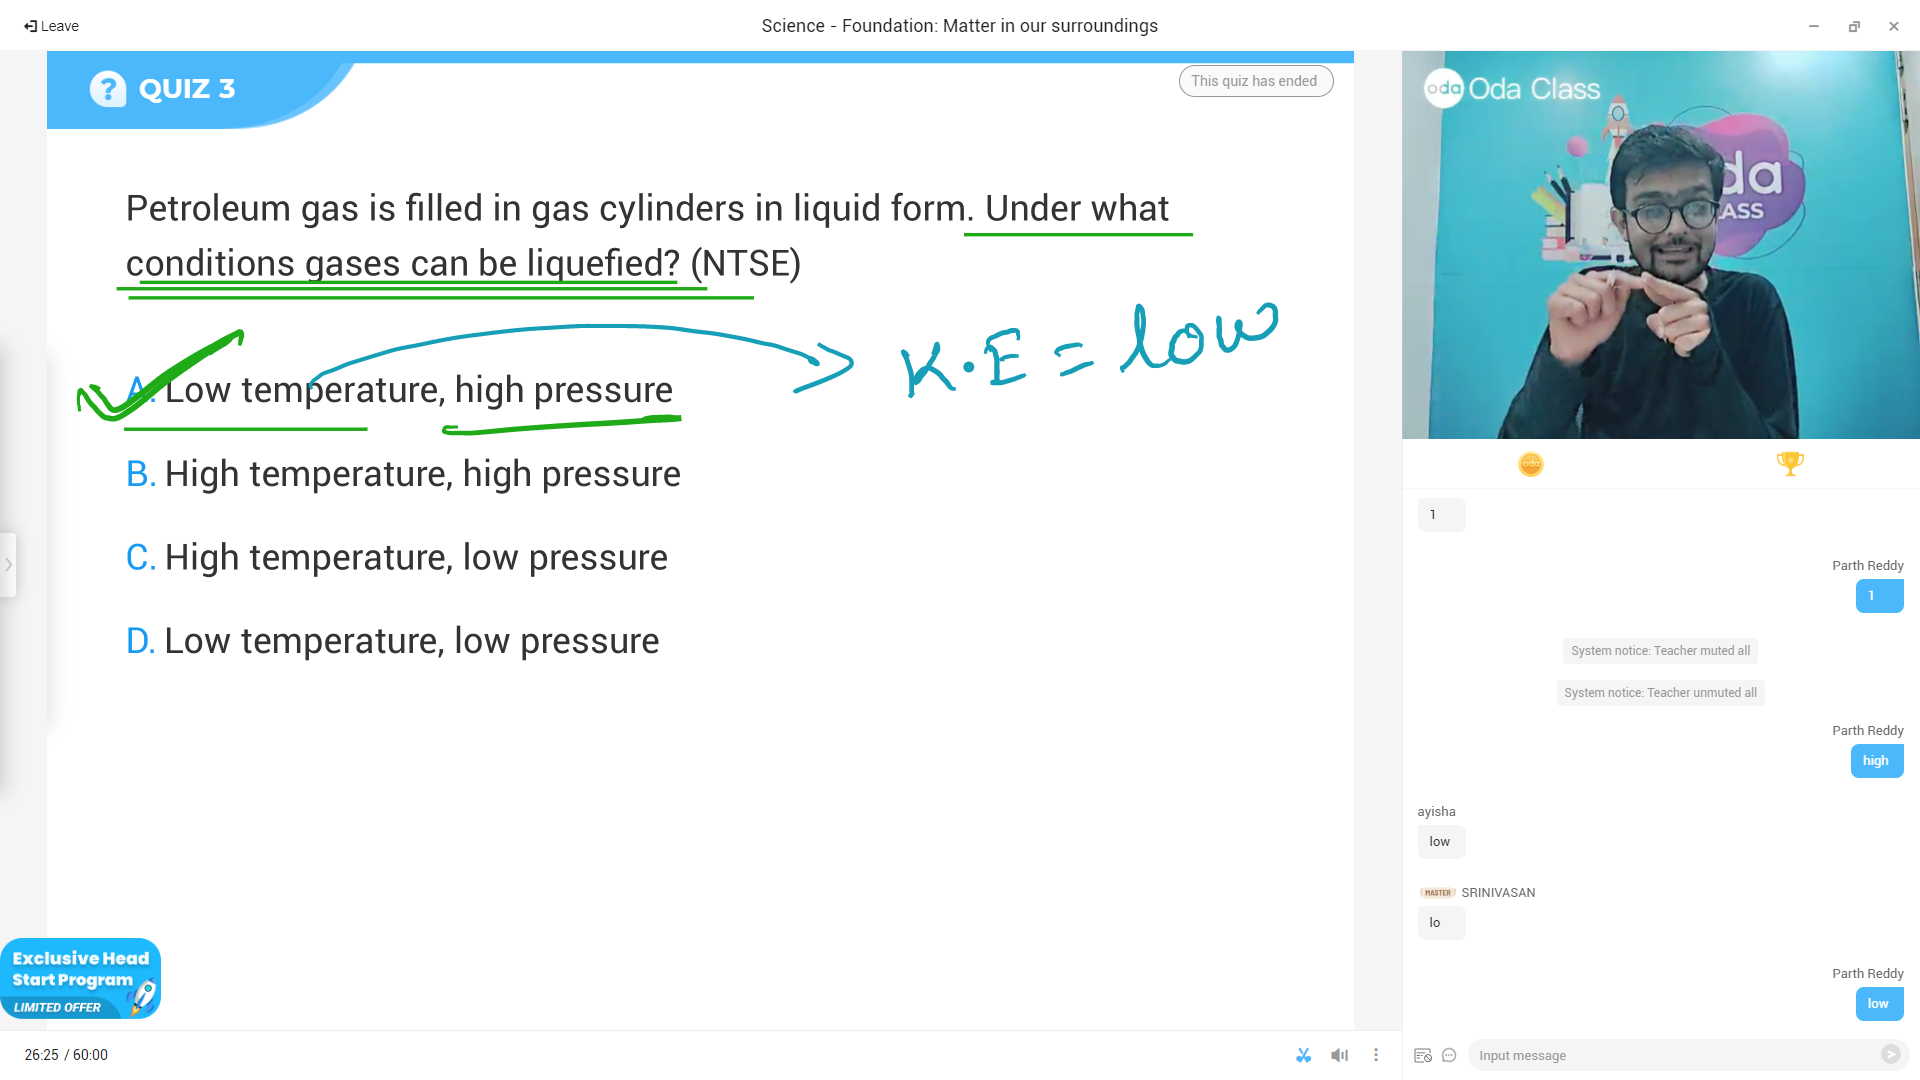 Leave
Science - Foundation: Matter in our surroundings
? QUIZ 3
This quiz has ended
Petroleum gas is filled in gas cylinders in liquid form. Under what
conditions gases can be liquefied? (NTSE)
K.E = low
A. Low temperature, high pressure
B. High temperature, high pressure
C. High temperature, low pressure
D. Low temperature, low pressure
Exclusive Head
Start Program
LIMITED OFFER
26:25 / 60:00
oda Oda Class
da
ASS
oda
1
Parth Reddy
1
System notice: Teacher muted all
System notice: Teacher unmuted all
Parth Reddy
high
ayisha
low
MASTER SRINIVASAN
lo
Parth Reddy
low
Input message